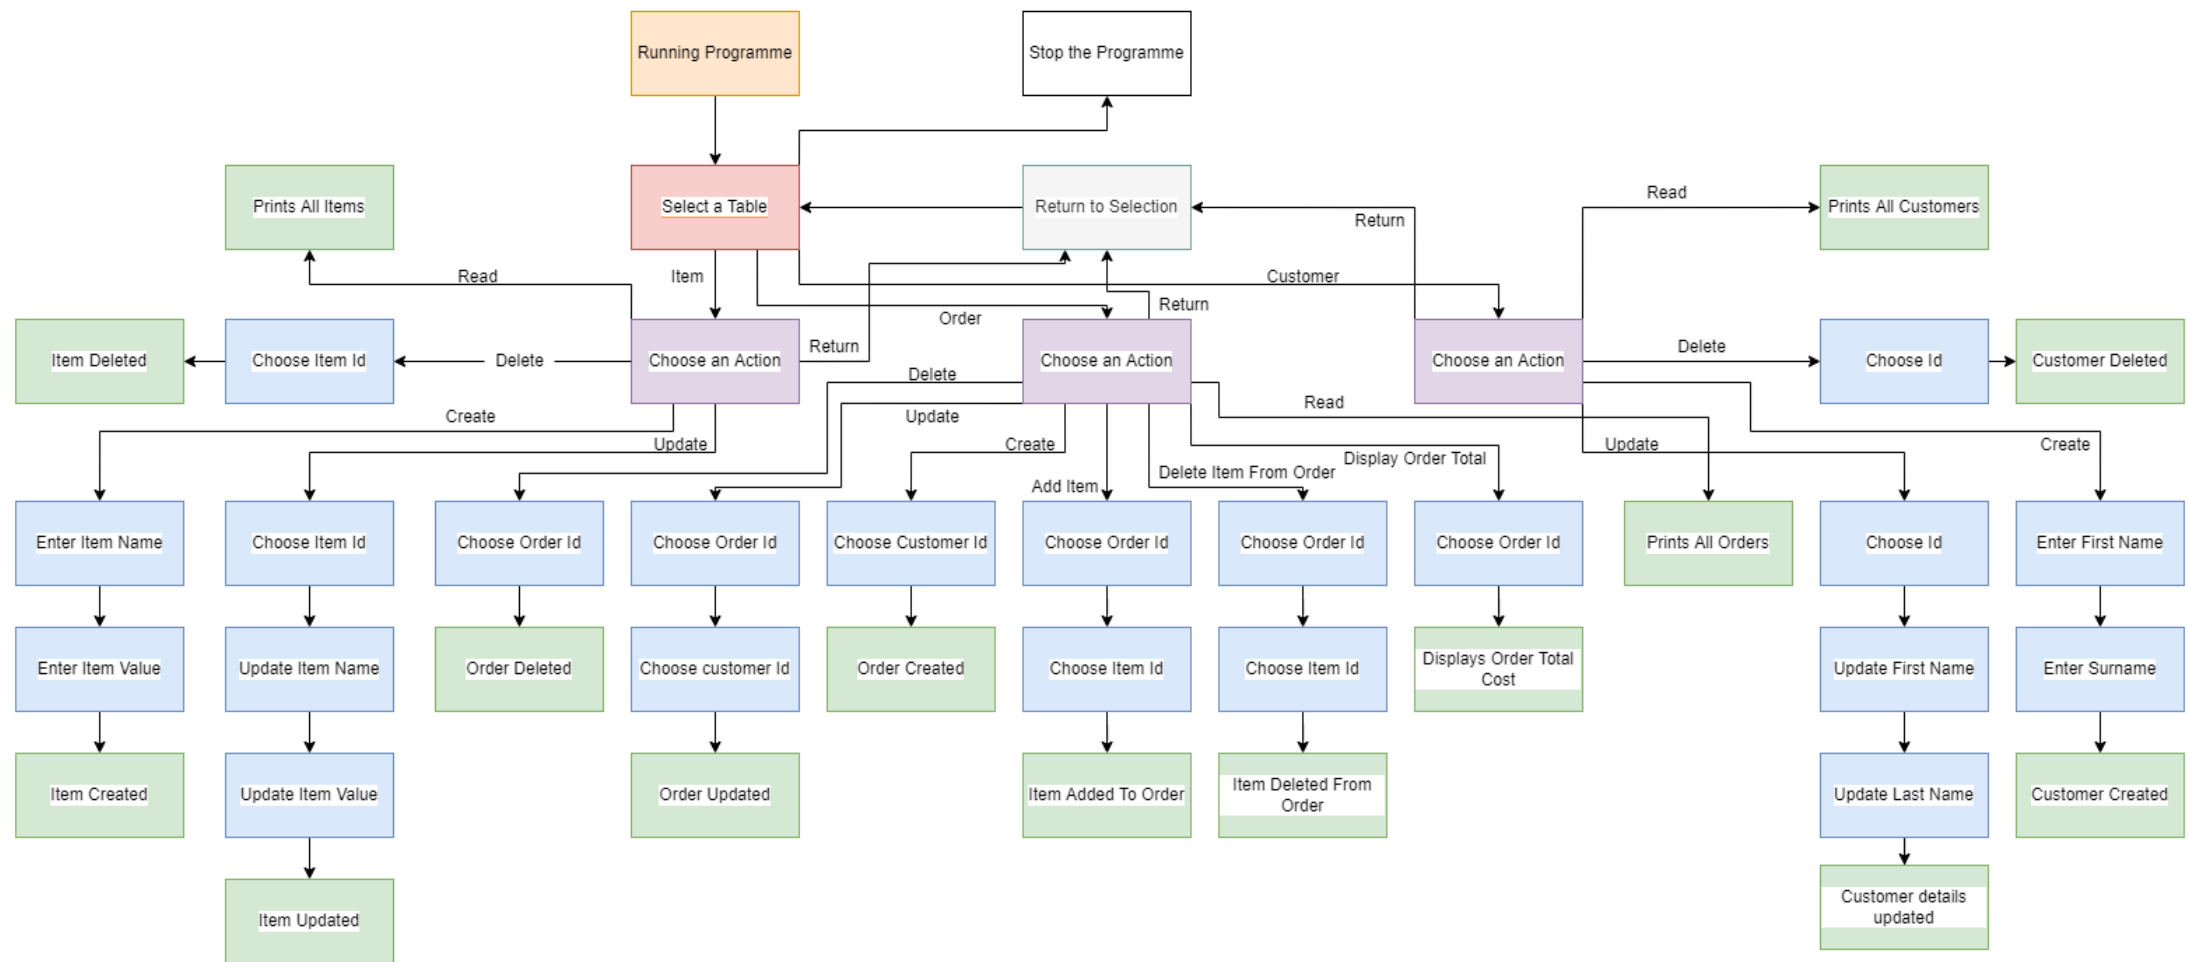 Running Programme
Stop the Programme
Prints All Items
Select a Table
Return to Selection
Read
Prints All Customers
Return
Read
Item
Customer
Return
Order
Item Deleted
Choose Item Id
Delete
Choose an Action
Return
Choose an Action
Choose an Action
Delete
Choose Id
Customer Deleted
Delete
Read
Create
Update
Update
Create
Update
Create
Display Order Total
Delete Item From Order
Add Item
Enter Item Name
Choose Item Id
Choose Order Id
Choose Order Id
Choose Customer Id
Choose Order Id
Choose Order Id
Choose Order Id
Prints All Orders
Choose Id
Enter First Name
Enter Item Value
Update Item Name
Order Deleted
Choose customer Id
Order Created
Choose Item Id
Choose Item Id
Displays Order Total
Cost
Update First Name
Enter Surname
Item Created
Update Item Value
Order Updated
Item Added To Order
Item Deleted From
Order
Update Last Name
Customer Created
Item Updated
Customer details
updated